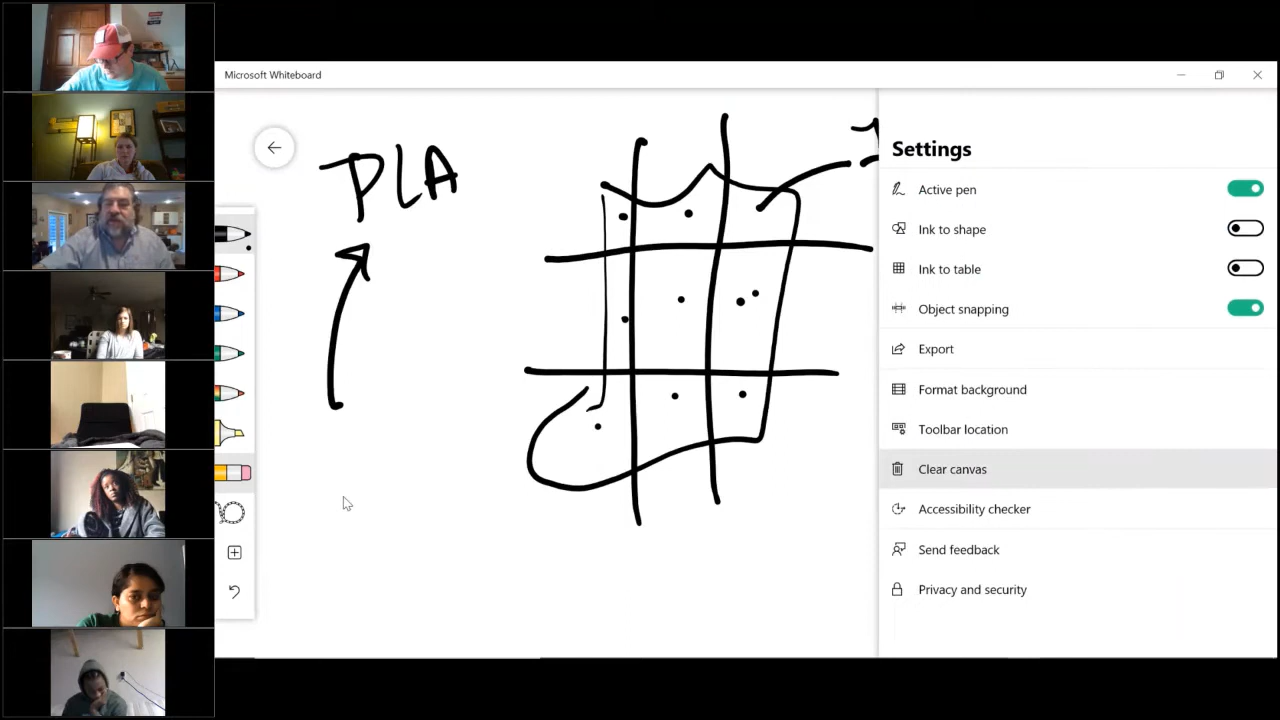 Microsoft Whiteboard
PLA
Settings
Active pen
Ink to shape
Ink to table
Object snapping
Export
Format background
Toolbar location
Clear canvas
Accessibility checker
Send feedback
Privacy and security